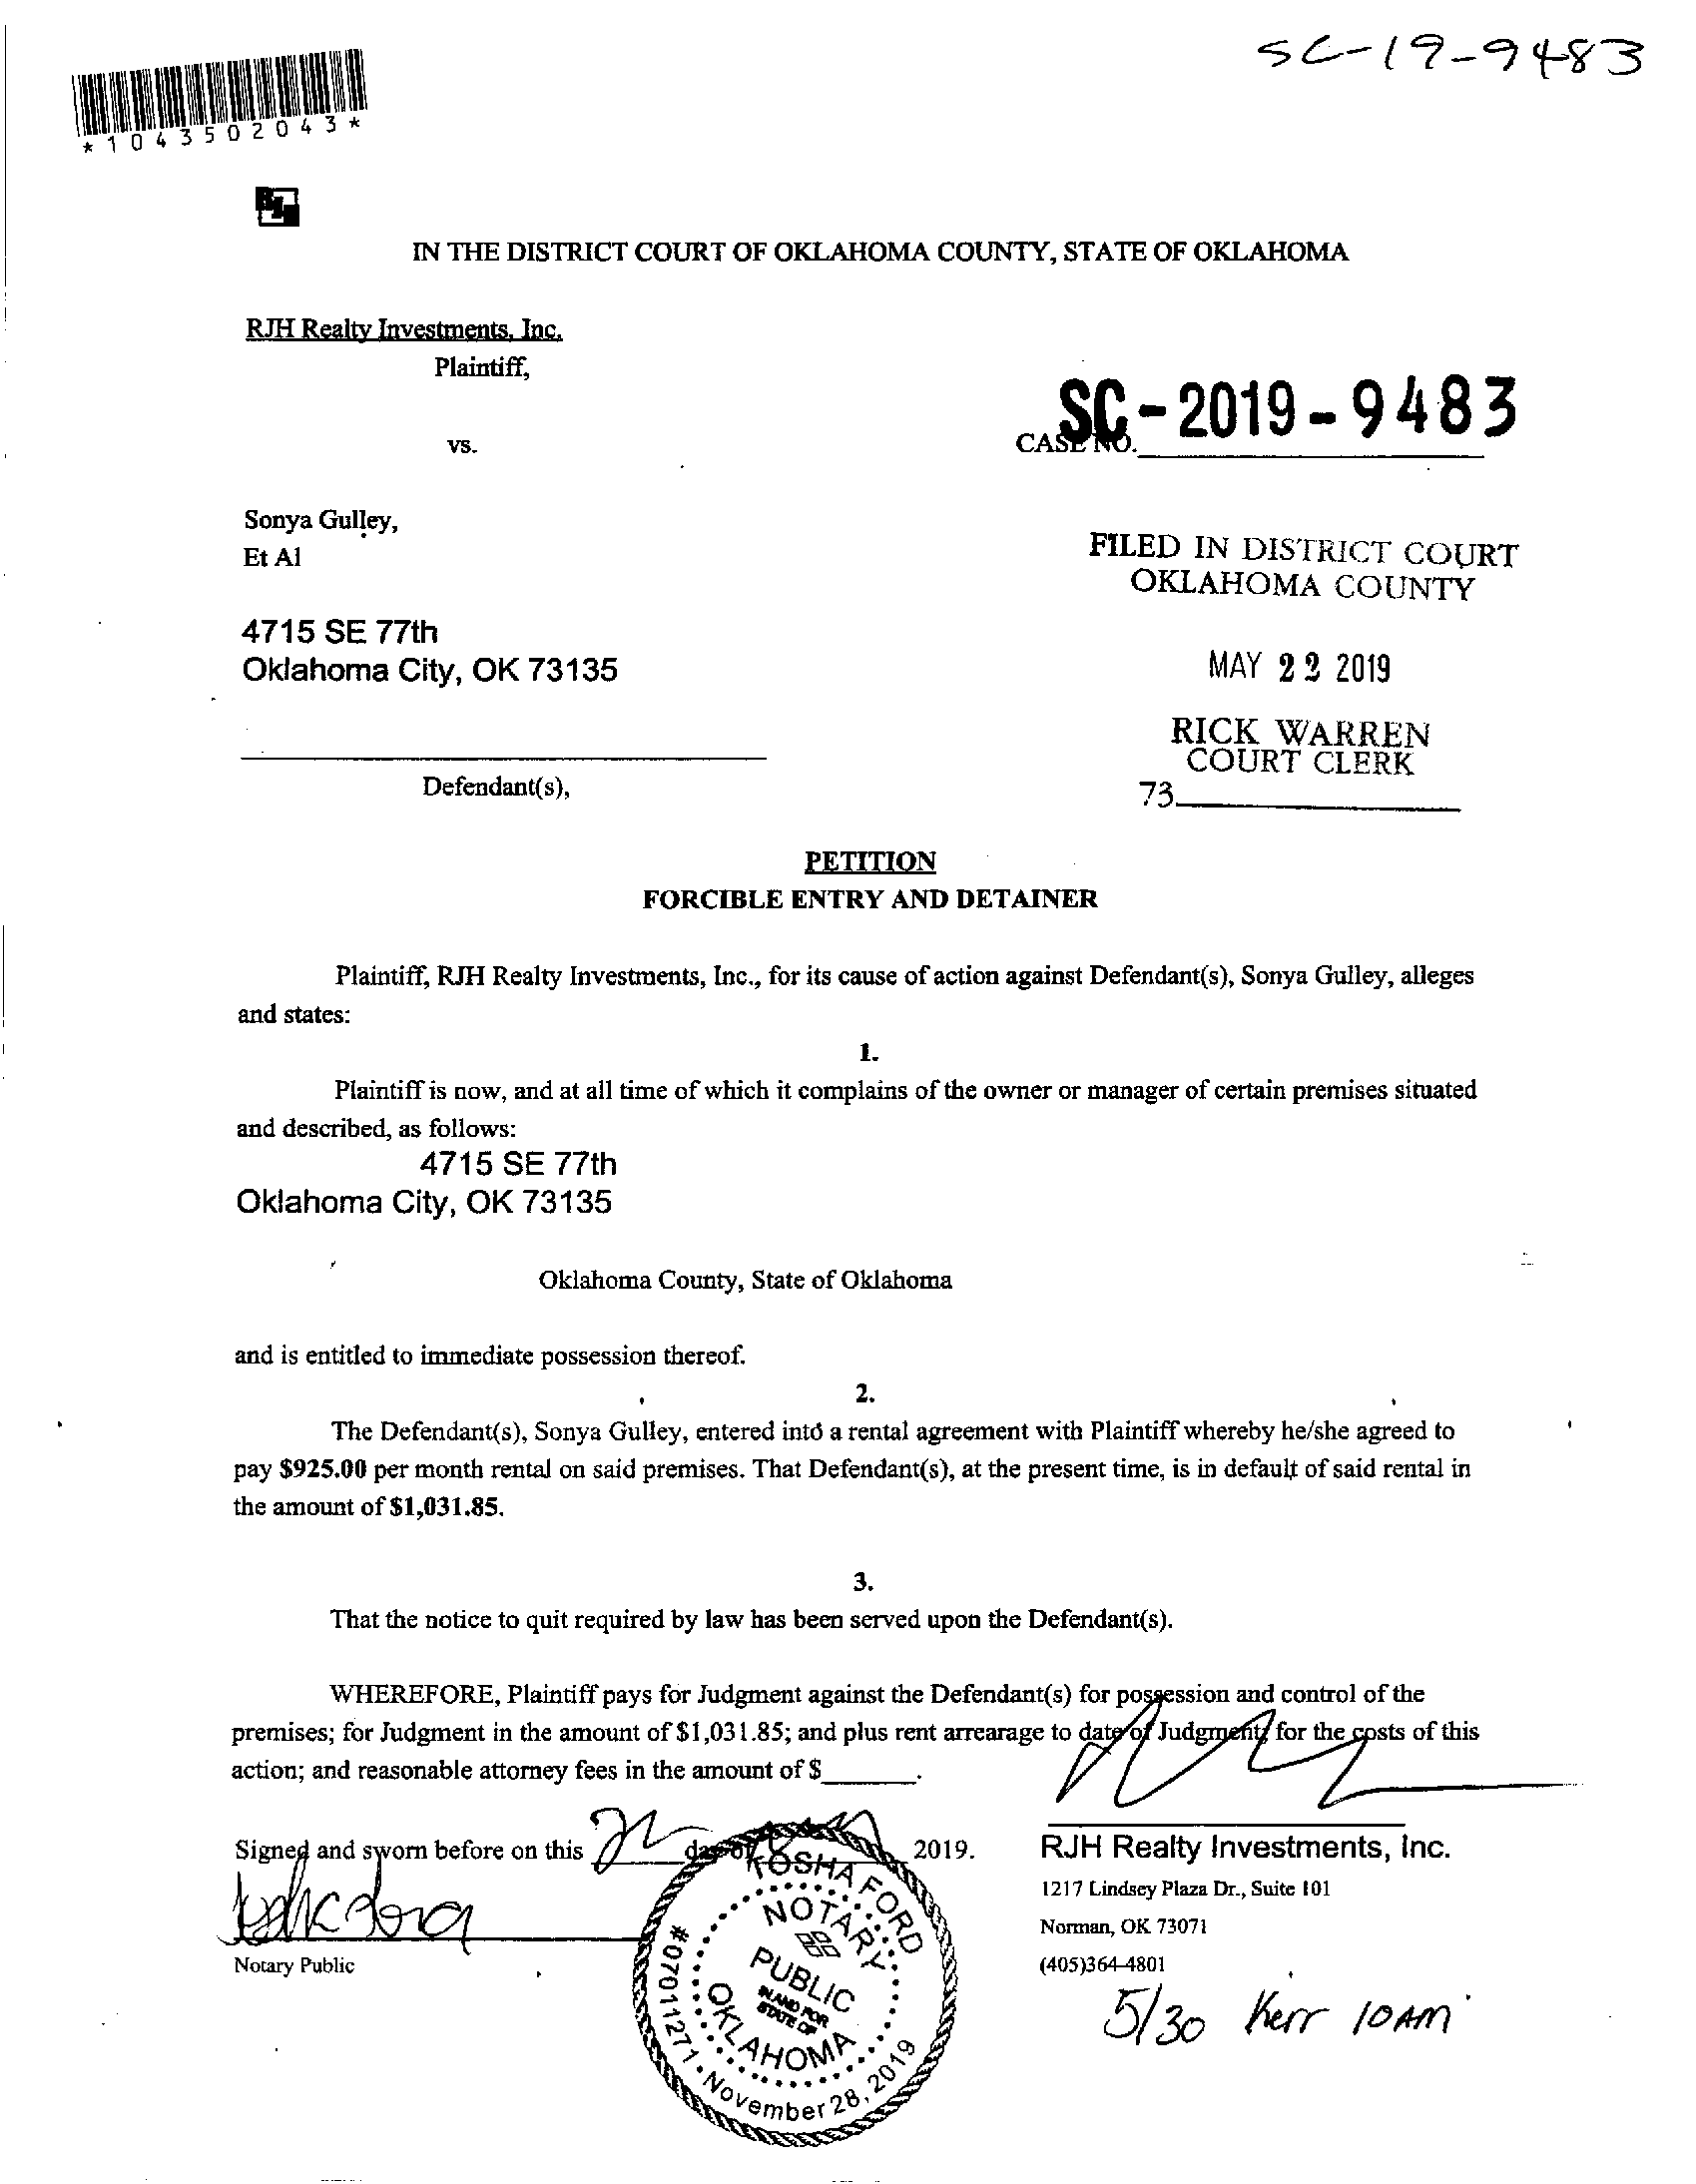 SC-19-9483
*1043502043*
IN THE DISTRICT COURT OF OKLAHOMA COUNTY, STATE OF OKLAHOMA
RJH Realty Investments, Inc.
Plaintiff,
vs.
SC-2019-9483
CASE NO.
Sonya Gulley,
Et Al
FILED IN DISTRICT COURT
OKLAHOMA COUNTY
4715 SE 77th
Oklahoma City, OK 73135
MAY 22 2019
RICK WARREN
COURT CLERK
73
Defendant(s),
PETITION
FORCIBLE ENTRY AND DETAINER
Plaintiff, RJH Realty Investments, Inc., for its cause of action against Defendant(s), Sonya Gulley, alleges
and states:
1.
Plaintiff is now, and at all time of which it complains of the owner or manager of certain premises situated
and described, as follows:
4715 SE 77th
Oklahoma City, OK 73135
Oklahoma County, State of Oklahoma
and is entitled to immediate possession thereof.
2.
The Defendant(s), Sonya Gulley, entered into a rental agreement with Plaintiff whereby he/she agreed to
pay $925.00 per month rental on said premises. That Defendant(s), at the present time, is in default of said rental in
the amount of $1,031.85.
3.
That the notice to quit required by law has been served upon the Defendant(s).
WHEREFORE, Plaintiff pays for Judgment against the Defendant(s) for possession and control of the
premises; for Judgment in the amount of $1,031.85; and plus rent arrearage to date of Judgment; for the costs of this
action; and reasonable attorney fees in the amount of $______.
Signed and sworn before on this day of 2019.
Notary Public
KOSHA FORD
NOTARY
PUBLIC
IN AND FOR
STATE OF
OKLAHOMA
#07011271 • November 28, 2019
RJH Realty Investments, Inc.
1217 Lindsey Plaza Dr., Suite 101
Norman, OK 73071
(405)364-4801
5/30 Kerr 10AM